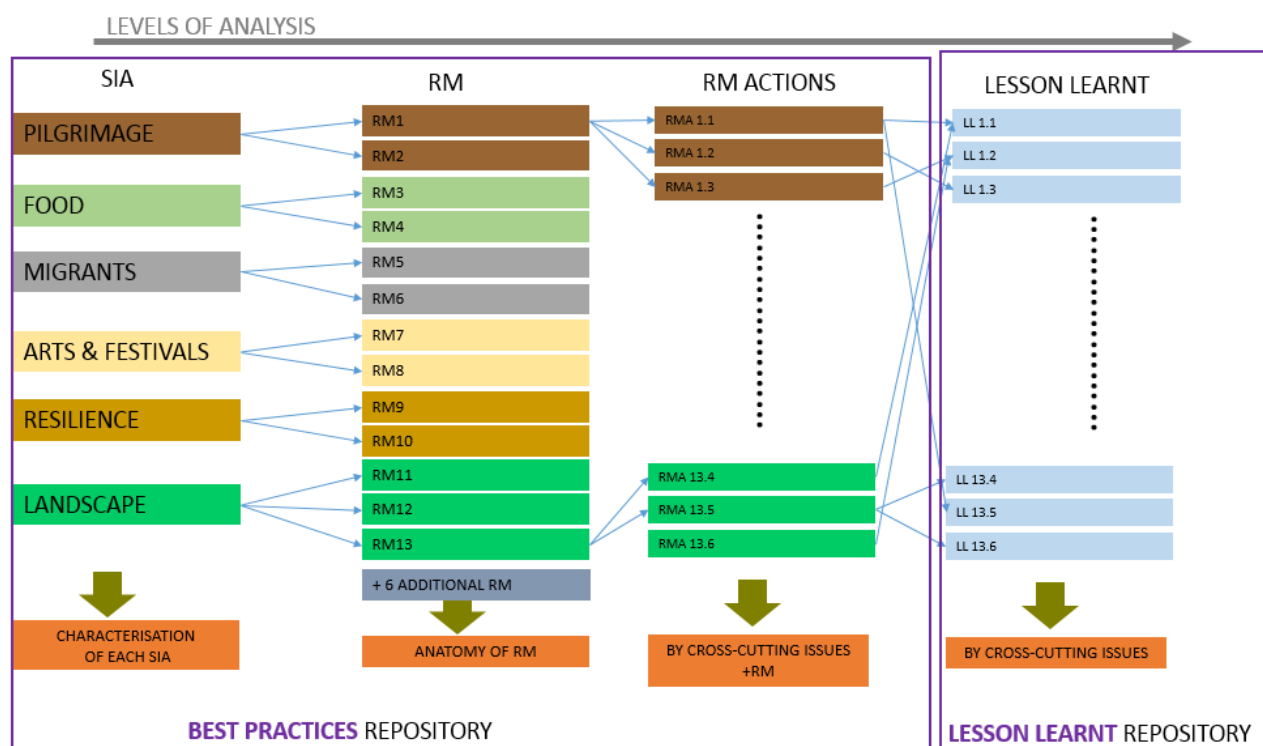 LEVELS OF ANALYSIS
SIA
PILGRIMAGE
FOOD
MIGRANTS
ARTS & FESTIVALS
RESILIENCE
LANDSCAPE
CHARACTERISATION
OF EACH SIA
RM
RM1
RM2
RM3
RM4
RM5
RM6
RM7
RM8
RM9
RM10
RM11
RM12
RM13
+ 6 ADDITIONAL RM
ANATOMY OF RM
RM ACTIONS
RMA 1.1
RMA 1.2
RMA 1.3
RMA 13.4
RMA 13.5
RMA 13.6
BY CROSS-CUTTING ISSUES
+RM
BEST PRACTICES REPOSITORY
LESSON LEARNT
LL 1.1
LL 1.2
LL 1.3
LL 13.4
LL 13.5
LL 13.6
BY CROSS-CUTTING ISSUES
LESSON LEARNT REPOSITORY